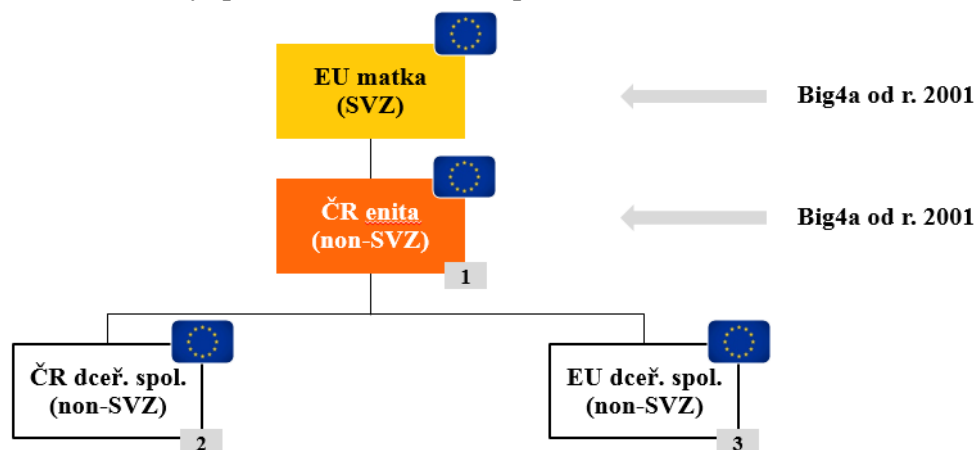 EU matka
(SVZ)
Big4a od r. 2001
ČR enita
(non-SVZ)
Big4a od r. 2001
1
ČR dceř. spol.
(non-SVZ)
2
EU dceř. spol.
(non-SVZ)
3